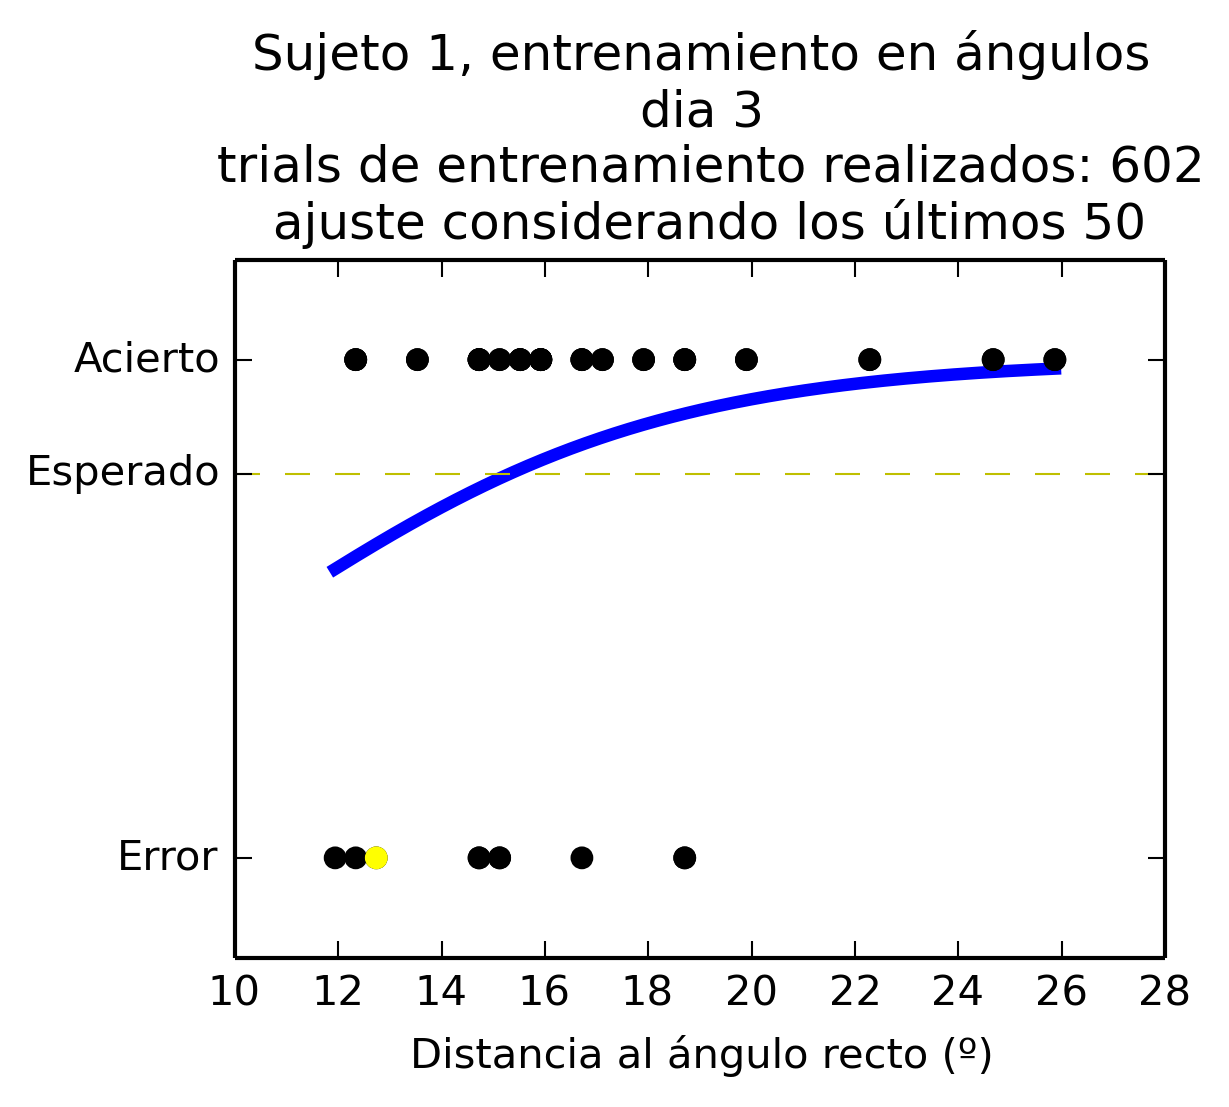 Sujeto 1, entrenamiento en ángulos
dia 3
trials de entrenamiento realizados: 602
ajuste considerando los últimos 50
Acierto
Esperado
Error
10 12 14 16 18 20 22 24 26 28
Distancia al ángulo recto (º)